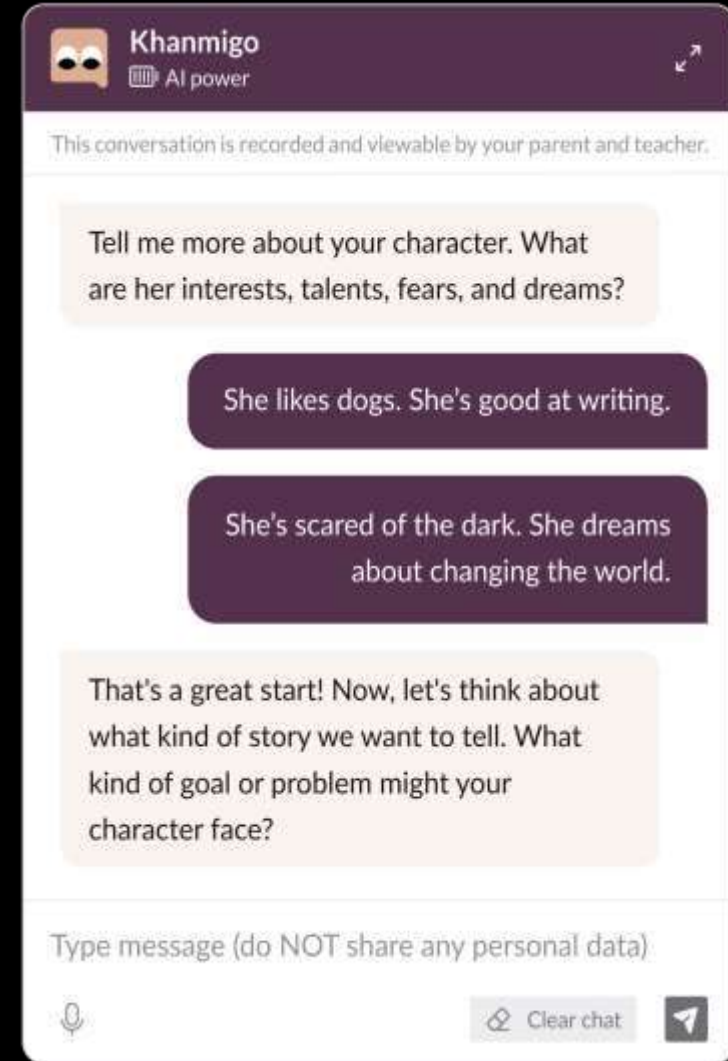 Khanmigo
AI power
This conversation is recorded and viewable by your parent and teacher.
Tell me more about your character. What
are her interests, talents, fears, and dreams?
She likes dogs. She's good at writing.
She's scared of the dark. She dreams
about changing the world.
That's a great start! Now, let's think about
what kind of story we want to tell. What
kind of goal or problem might your
character face?
Type message (do NOT share any personal data)
Clear chat